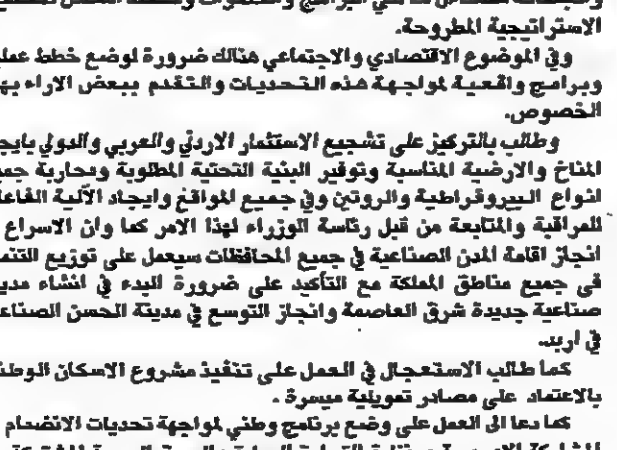 الاستراتيجية المطروحة.
وفي الموضوع الاقتصادي والاجتماعي هنالك ضرورة لوضع خطط عملي
وبرامج واقعية لمواجهة هذه التحديات والتقدم ببعض الاراء به
الخصوص.
وطالب بالتركيز على تشجيع الاستثمار الاردني والعربي والدولي بايج
المناخ والارضية المناسبة وتوفير البنية التحتية المطلوبة ومحاربة جم
انواع البيروقراطية والروتين وفي جميع المواقع وايجاد الآلية الفاعل
للمراقبة والمتابعة من قبل رئاسة الوزراء لهذا الامر كما وان الاسراع
انجاز اقامة المدن الصناعية في جميع المحافظات سيعمل على توزيع التنم
فى جميع مناطق المملكة مع التأكيد على ضرورة البدء في انشاء مدي
صناعية جديدة شرق العاصمة وانجاز التوسع في مدينة الحسن الصناع
في اربد.
كما طالب الاستعجال في العمل على تنفيذ مشروع الاسكان الوطن
بالاعتماد على مصادر تمويلية ميسرة .
كما دعا الى العمل على وضع برنامج وطني لمواجهة تحديات الانضمام